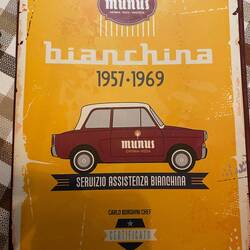 munus
bianchina
1957·1969
munus
SERVIZIO ASSISTENZA BIANCHINA
CARLO BORGHINI CHEF
CERTIFICATO